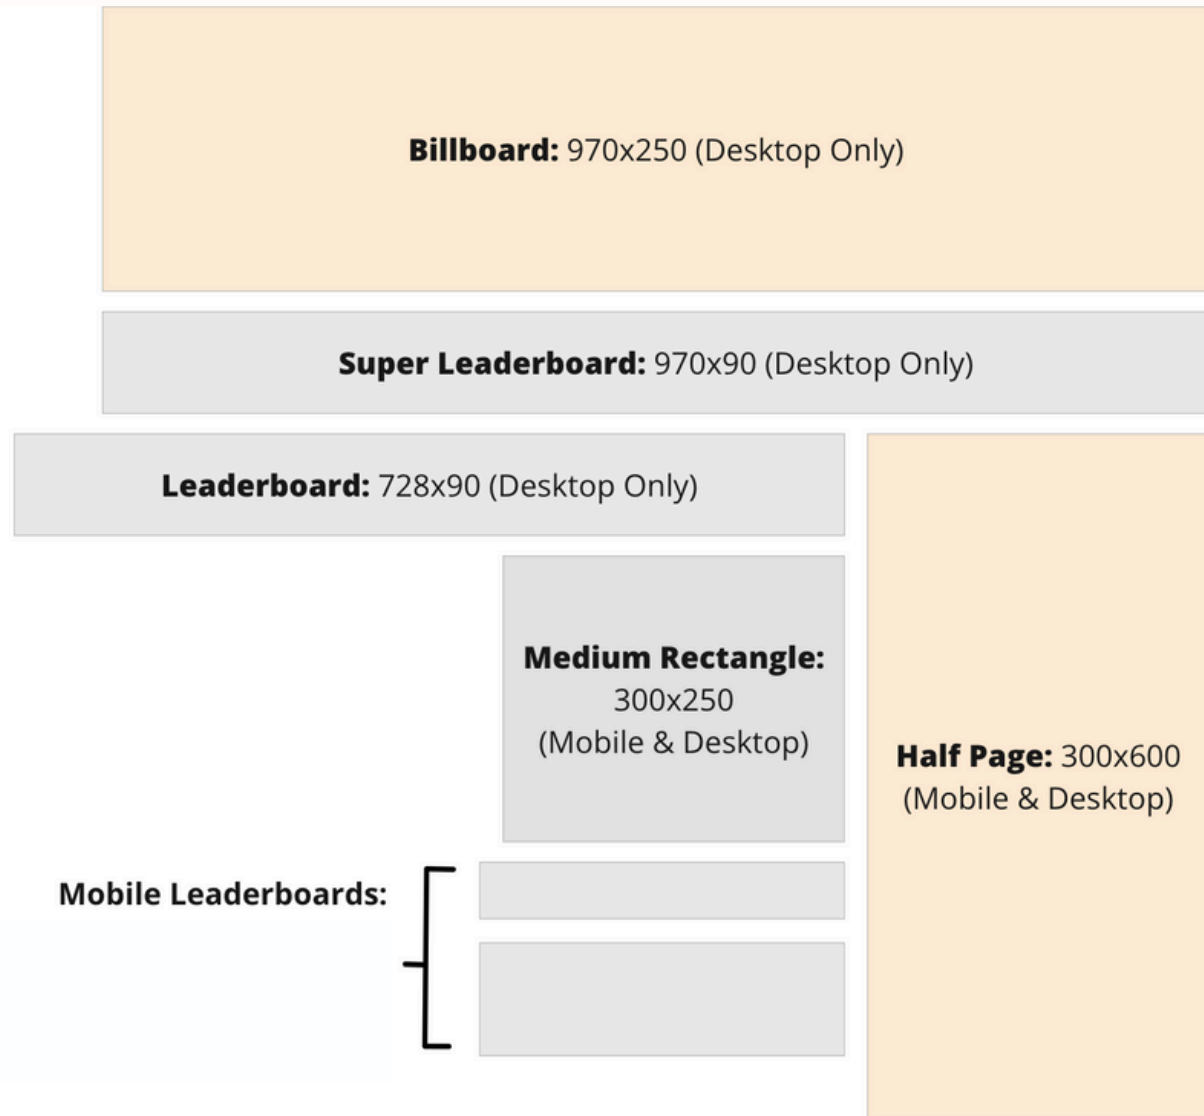 Billboard: 970x250 (Desktop Only)
Super Leaderboard: 970x90 (Desktop Only)
Leaderboard: 728x90 (Desktop Only)
Medium Rectangle:
300x250
(Mobile & Desktop)
Half Page: 300x600
(Mobile & Desktop)
Mobile Leaderboards: